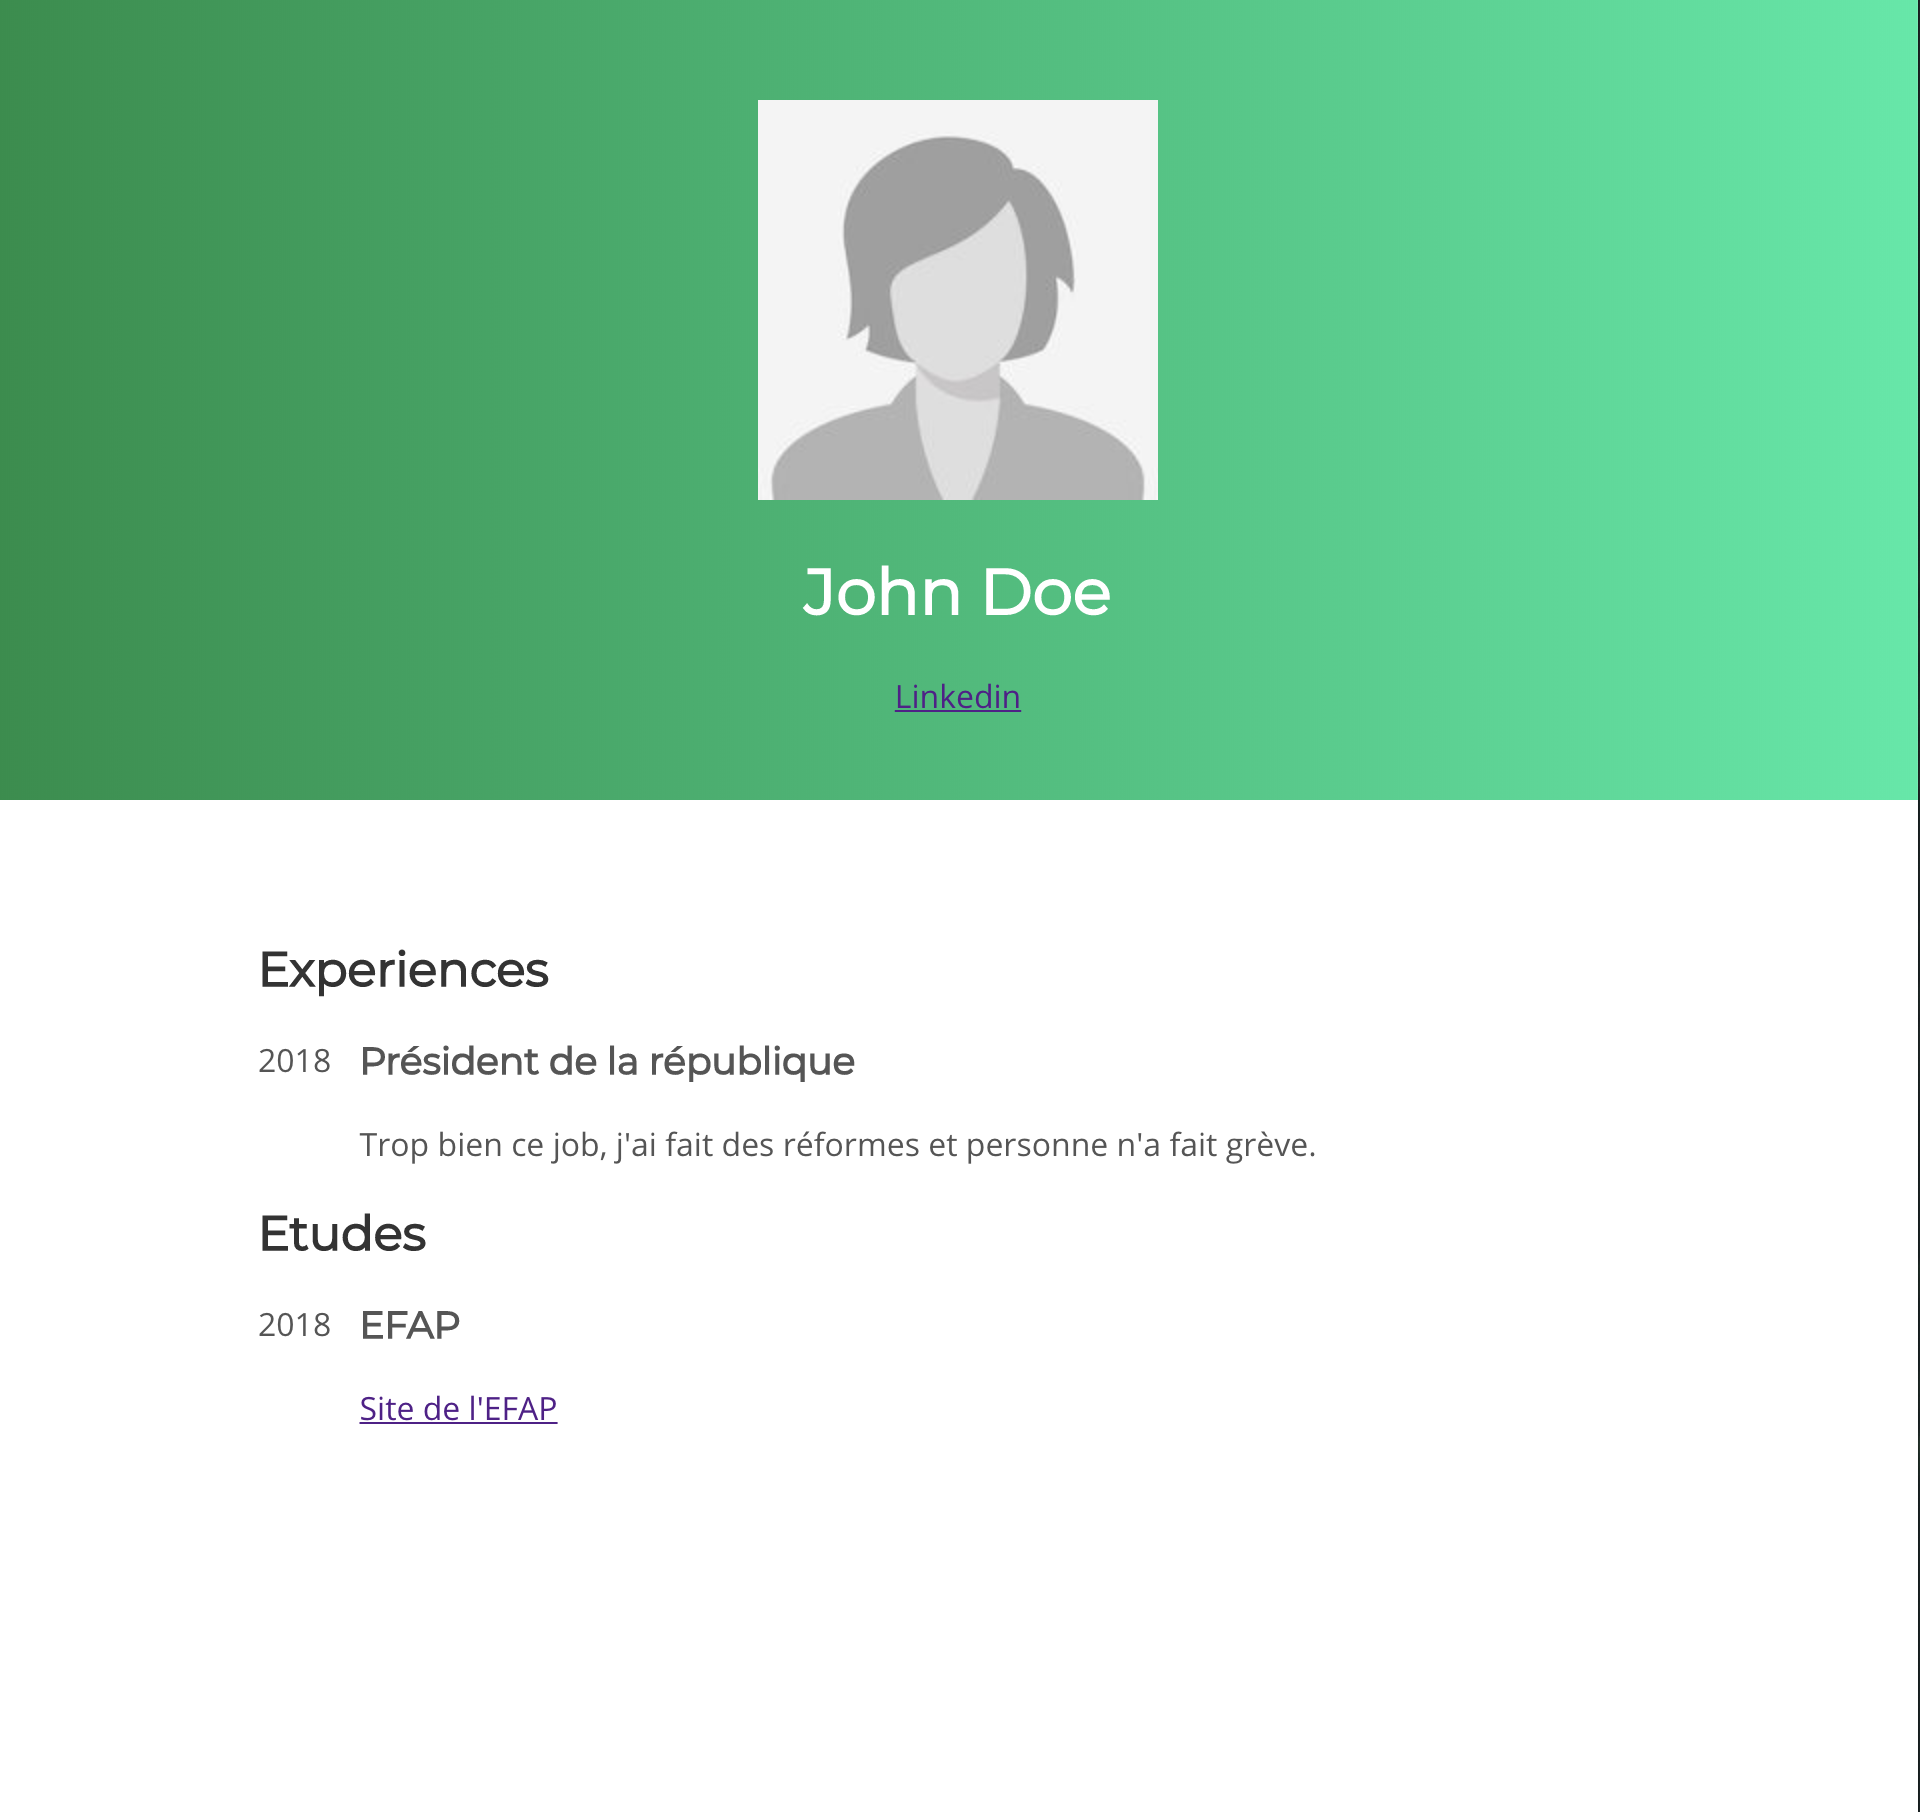 John Doe
Linkedin
Experiences
2018 Président de la république
Trop bien ce job, j'ai fait des réformes et personne n'a fait grève.
Etudes
2018 EFAP
Site de l'EFAP